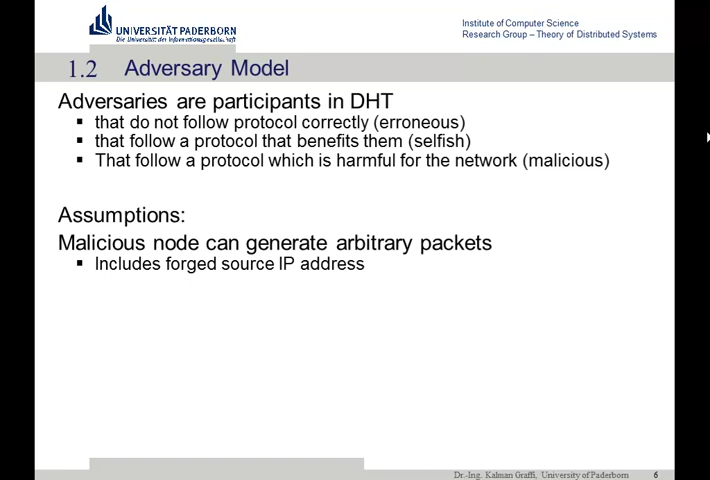 UNIVERSITÄT PADERBORN
Die Universität der Informationsgesellschaft
Institute of Computer Science
Research Group – Theory of Distributed Systems
1.2 Adversary Model
Adversaries are participants in DHT
▪ that do not follow protocol correctly (erroneous)
▪ that follow a protocol that benefits them (selfish)
▪ That follow a protocol which is harmful for the network (malicious)
Assumptions:
Malicious node can generate arbitrary packets
▪ Includes forged source IP address
Dr.-Ing. Kalman Graffi, University of Paderborn 6